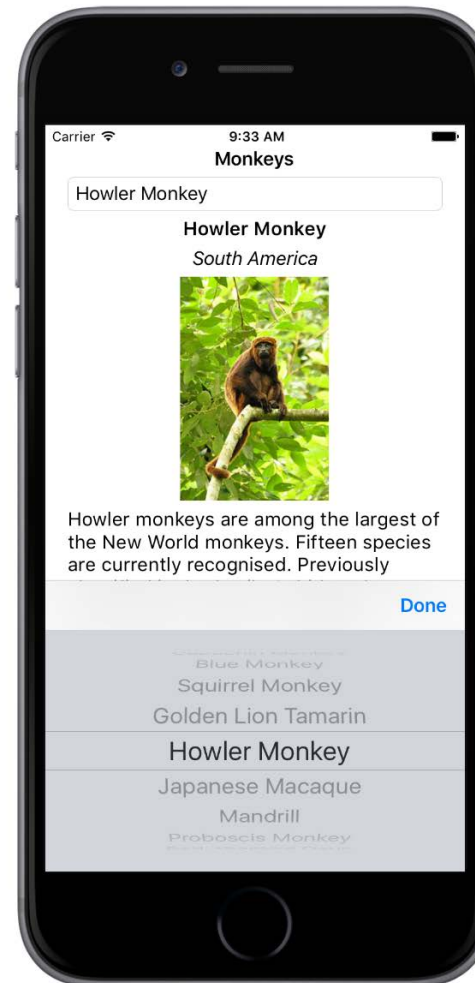 Carrier
9:33 AM
Monkeys
Howler Monkey
Howler Monkey
South America
Howler monkeys are among the largest of
the New World monkeys. Fifteen species
are currently recognised. Previously
Done
Blue Monkey
Squirrel Monkey
Golden Lion Tamarin
Howler Monkey
Japanese Macaque
Mandrill
Proboscis Monkey